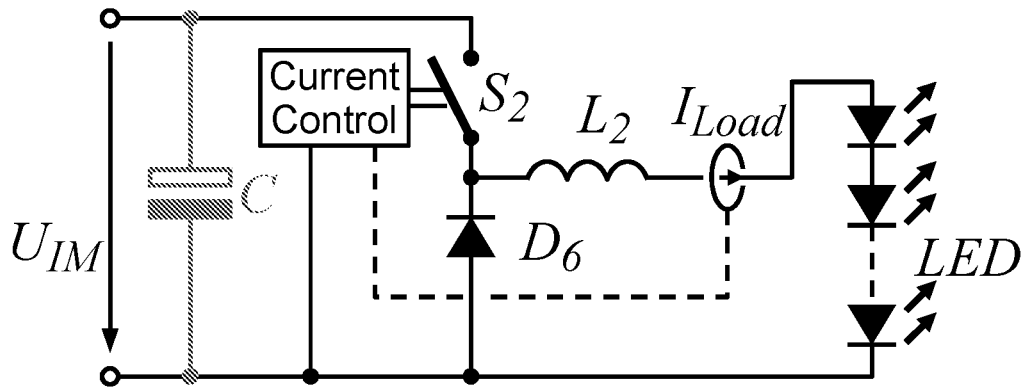 Current
Control
S2
L2
ILoad
C
UIM
D6
LED